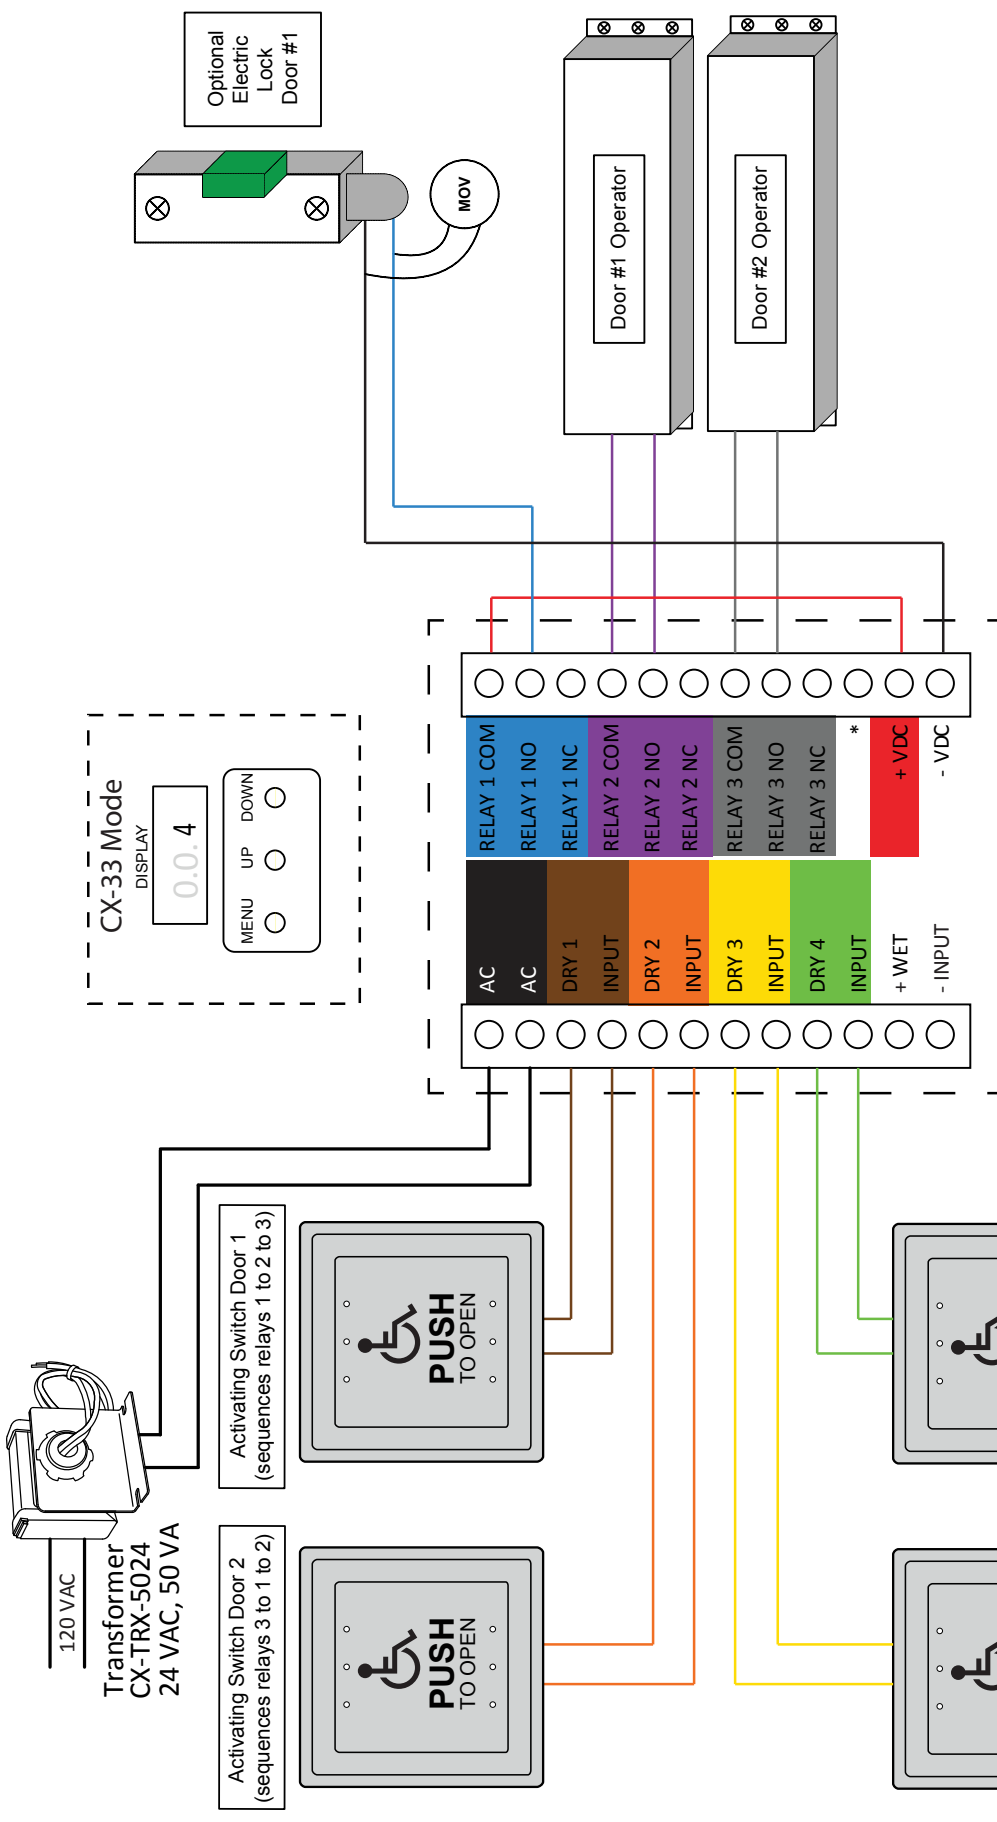 120 VAC
Transformer
CX-TRX-5024
24 VAC, 50 VA
CX-33 Mode
DISPLAY
0.0. 4
MENU UP DOWN
Optional
Electric
Lock
Door #1
MOV
Activating Switch Door 2
(sequences relays 3 to 1 to 2)
Activating Switch Door 1
(sequences relays 1 to 2 to 3)
PUSH
TO OPEN
PUSH
TO OPEN
AC
AC
DRY 1
INPUT
DRY 2
INPUT
DRY 3
INPUT
DRY 4
INPUT
+ WET
- INPUT
RELAY 1 COM
RELAY 1 NO
RELAY 1 NC
RELAY 2 COM
RELAY 2 NO
RELAY 2 NC
RELAY 3 COM
RELAY 3 NO
RELAY 3 NC
*
+ VDC
- VDC
Door #1 Operator
Door #2 Operator